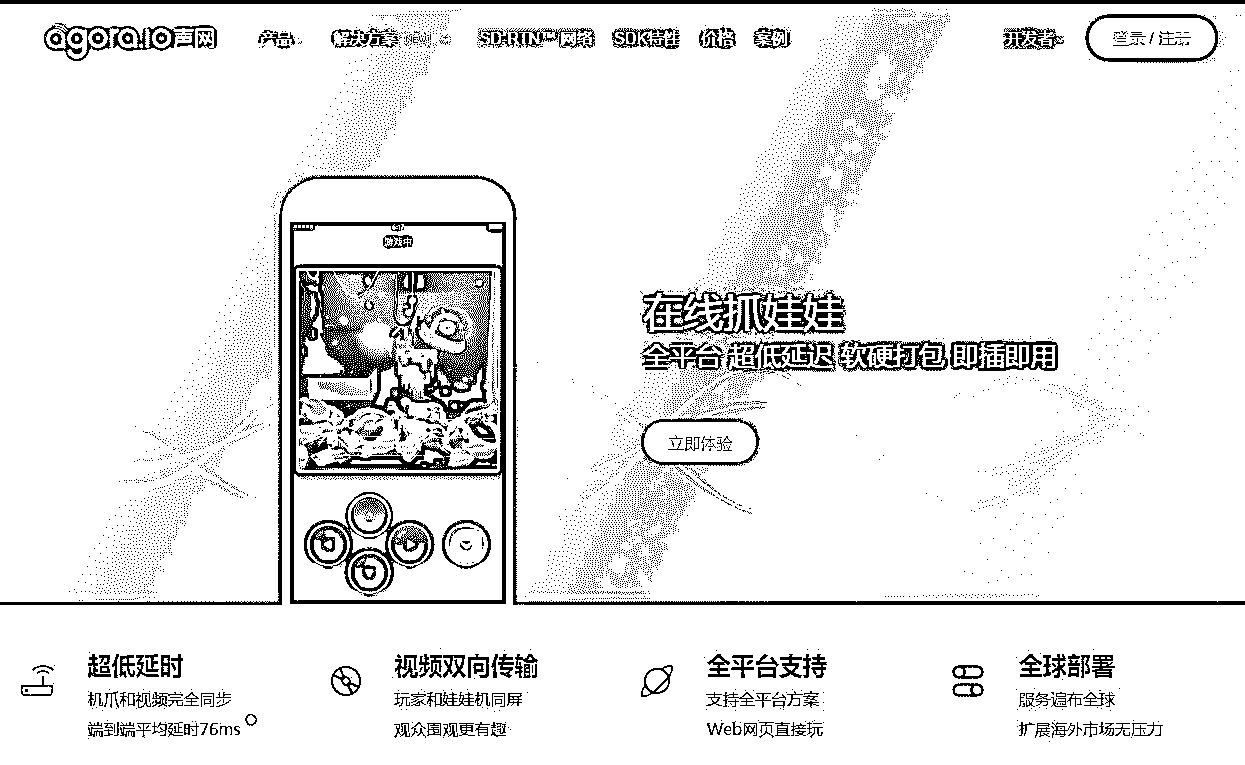 agora.io声网
产品
解决方案
SD-RTN™ 网络
SDK特性
价格
案例
开发者
登录 / 注册
游戏中
在线抓娃娃
全平台 超低延迟 软硬打包 即插即用
立即体验
超低延时
机爪和视频完全同步
端到端平均延时76ms
视频双向传输
玩家和娃娃机同屏
观众围观更有趣
全平台支持
支持全平台方案
Web网页直接玩
全球部署
服务遍布全球
扩展海外市场无压力